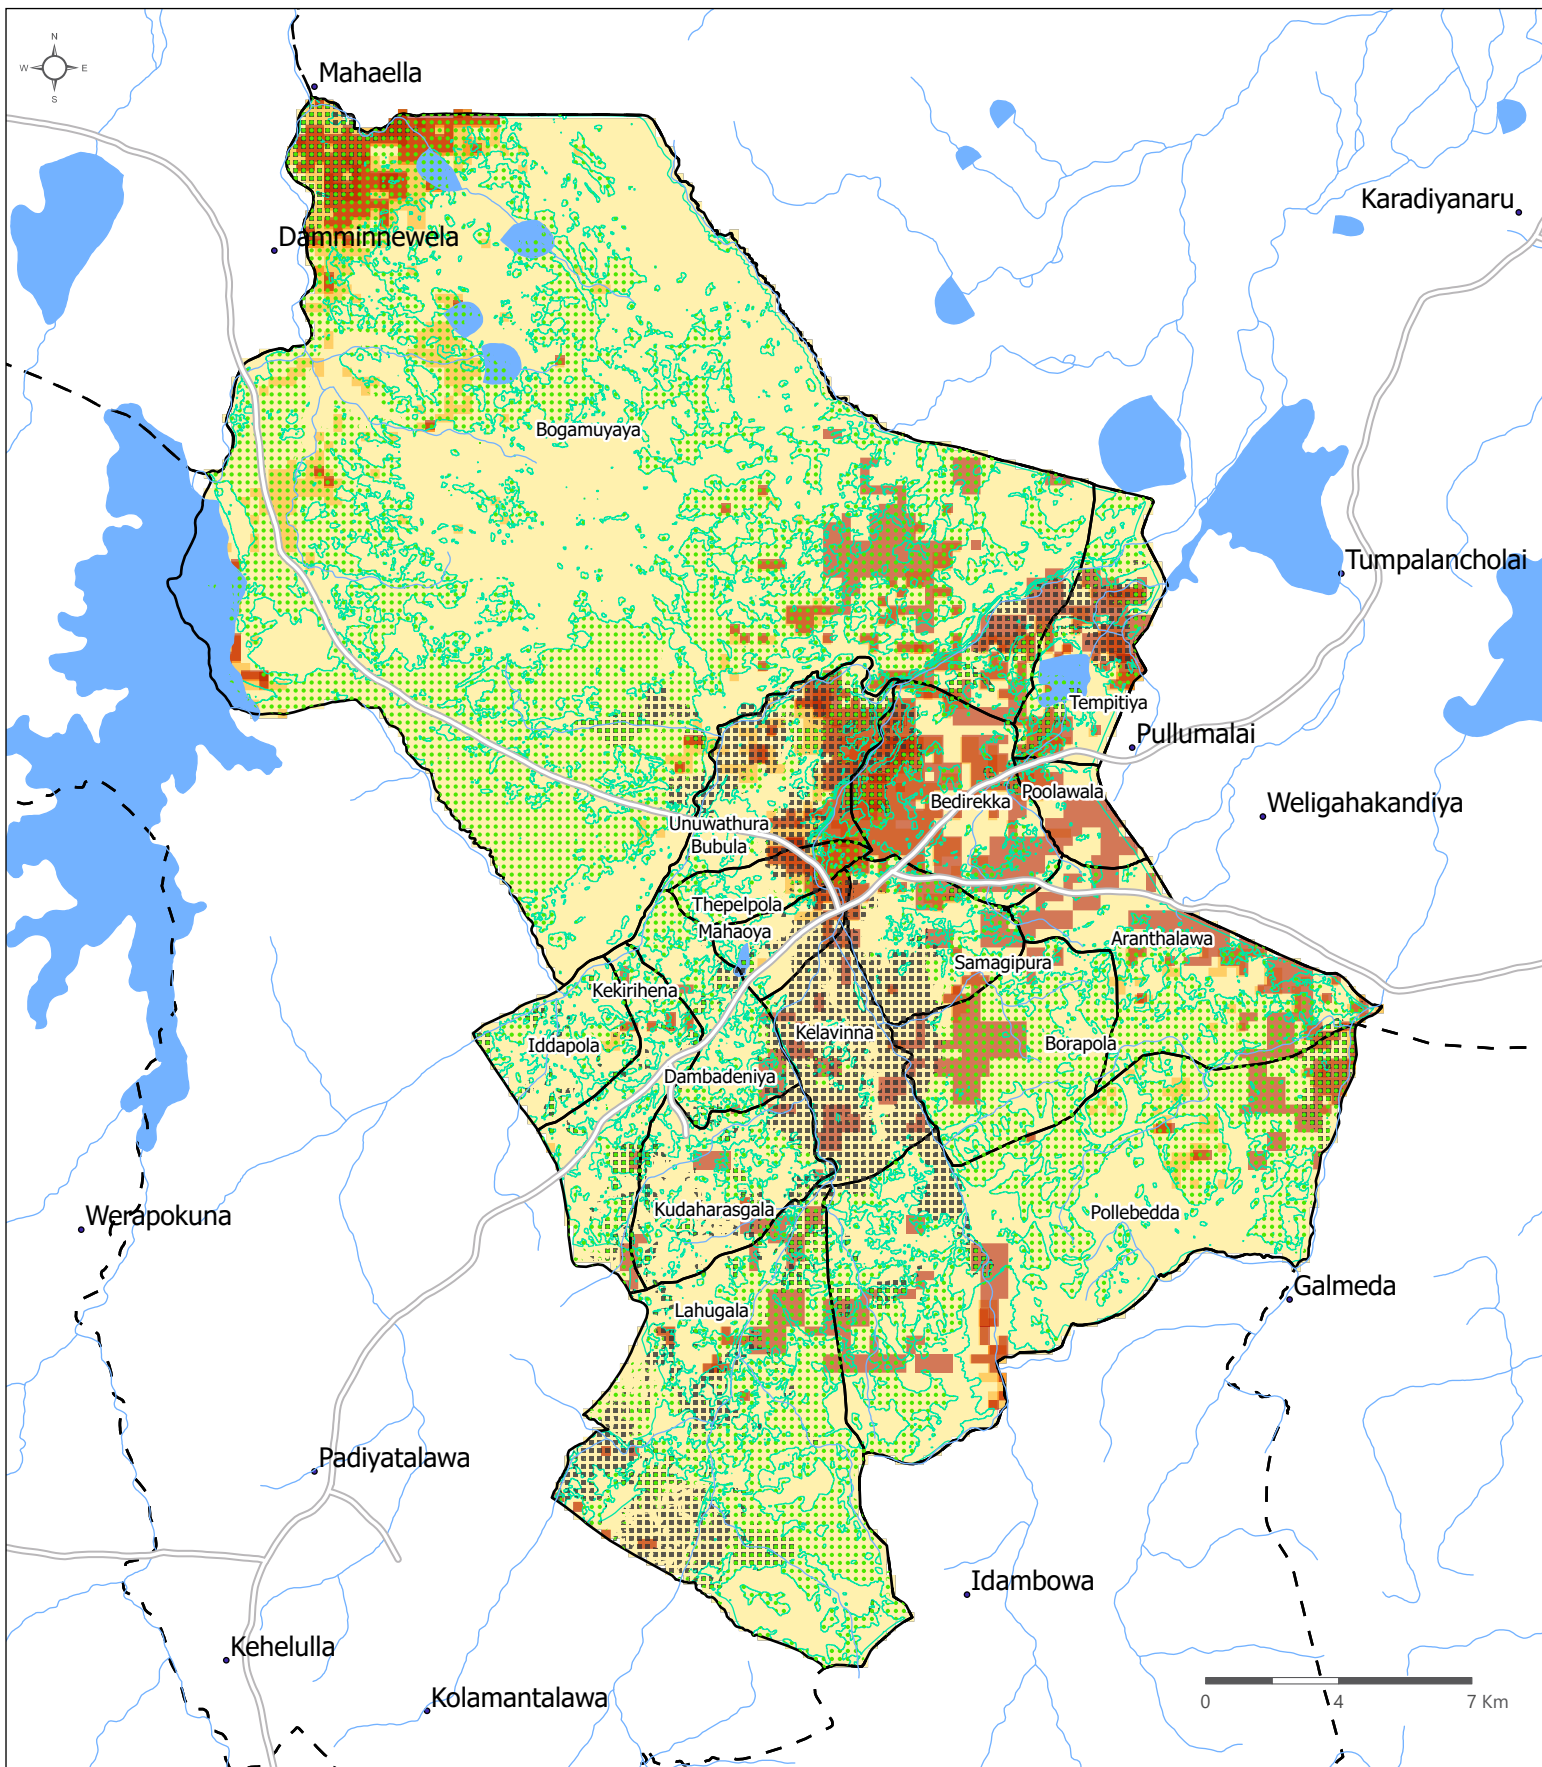 N
W E
S
Mahaella
Karadiyanaru
Damminnewela
Bogamuyaya
Tumpalancholai
Tempitiya
Pullumalai
Poolawala
Bedirekka
Weligahakandiya
Unuwathura
Bubula
Thepelpola
Mahaoya
Aranthalawa
Samagipura
Kekirihena
Kelavinna
Iddapola
Borapola
Dambadeniya
Kudaharasgala
Pollebedda
Werapokuna
Galmeda
Lahugala
Padiyatalawa
Idambowa
Kehelulla
Kolamantalawa
0 4 7 Km